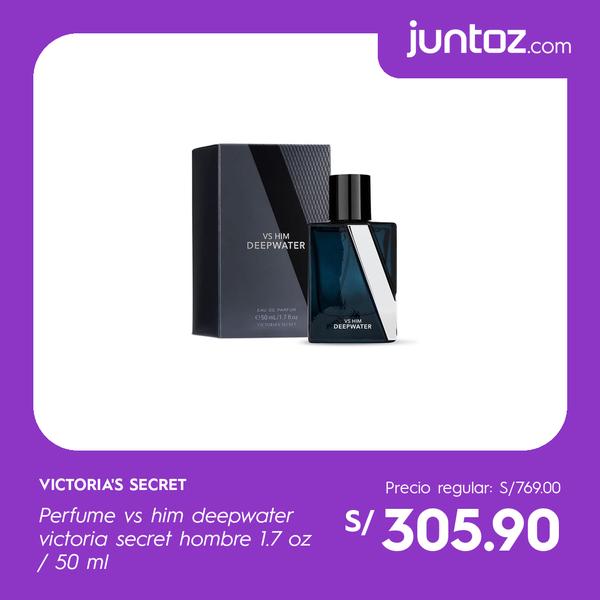 juntoz.com
VS HIM
DEEPWATER
EAU DE PARFUM
℮50 mL/1.7 fl oz
VICTORIA'S SECRET
VS HIM
DEEPWATER
VICTORIA'S SECRET
Perfume vs him deepwater
victoria secret hombre 1.7 oz
/ 50 ml
Precio regular: S/769.00
S/ 305.90